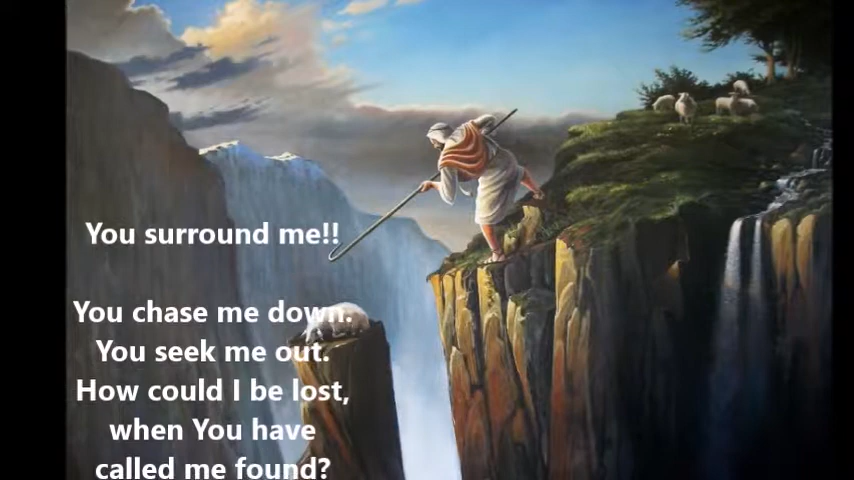 You surround me!!
You chase me down.
You seek me out.
How could I be lost,
when You have
called me found?